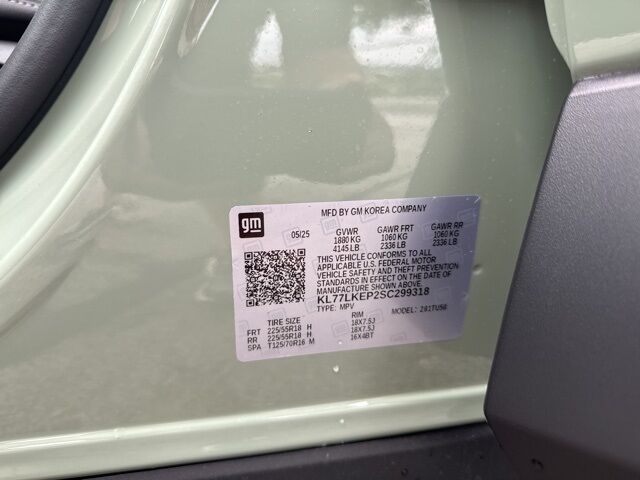 gm
MFD BY GM KOREA COMPANY
05/25 GVWR GAWR FRT GAWR RR
1880 KG 1060 KG 1060 KG
4145 LB 2336 LB 2336 LB
THIS VEHICLE CONFORMS TO ALL
APPLICABLE U.S. FEDERAL MOTOR
VEHICLE SAFETY AND THEFT PREVENTION
STANDARDS IN EFFECT ON THE DATE OF
MANUFACTURE SHOWN ABOVE.
KL77LKEP2SC299318
TYPE: MPV MODEL: 281TU56
TIRE SIZE RIM
FRT 225/55R18 H 18X7.5J
RR 225/55R18 H 18X7.5J
SPA T125/70R16 M 16X4BT